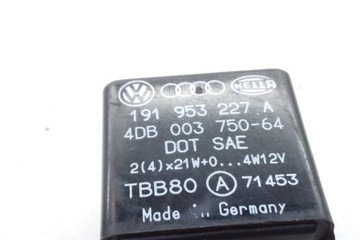 HELLA
191 953 227 A
4DB 003 750-64
DOT SAE
2(4)x21W+0...4W12V
TBB80 A 71453
Made in Germany